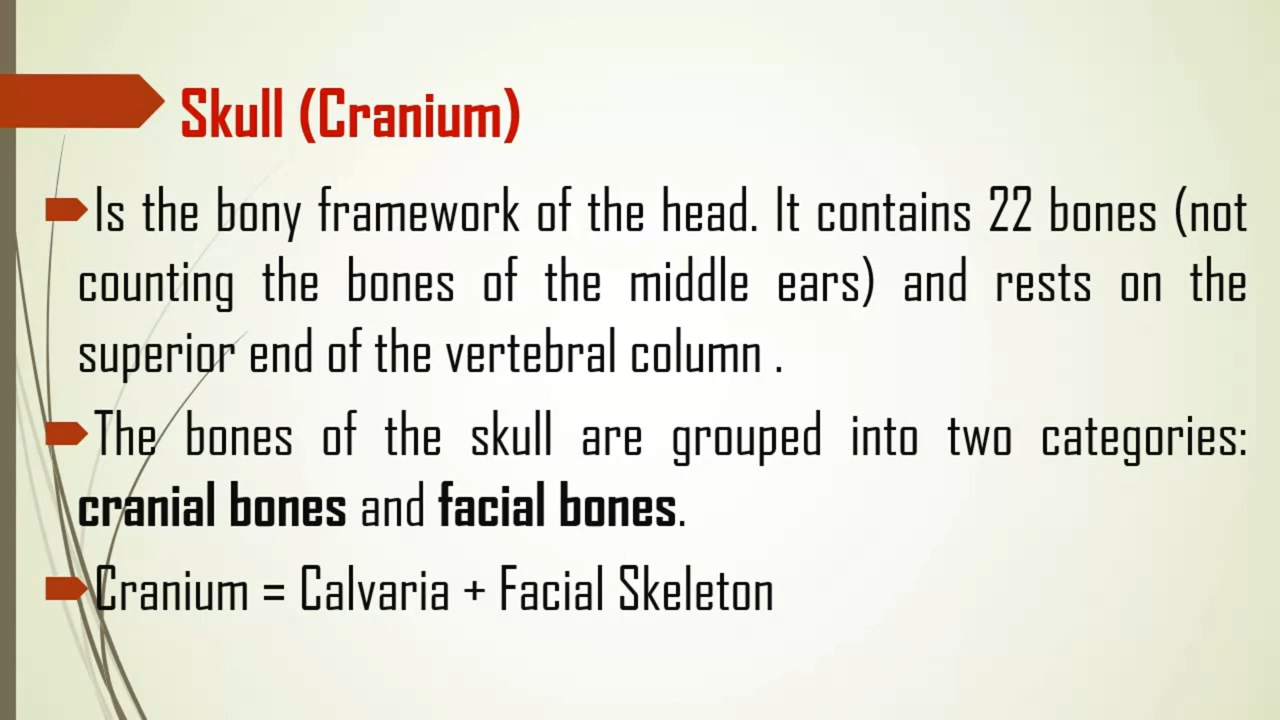 Skull (Cranium)
Is the bony framework of the head. It contains 22 bones (not
counting the bones of the middle ears) and rests on the
superior end of the vertebral column .
The bones of the skull are grouped into two categories:
cranial bones and facial bones.
Cranium = Calvaria + Facial Skeleton